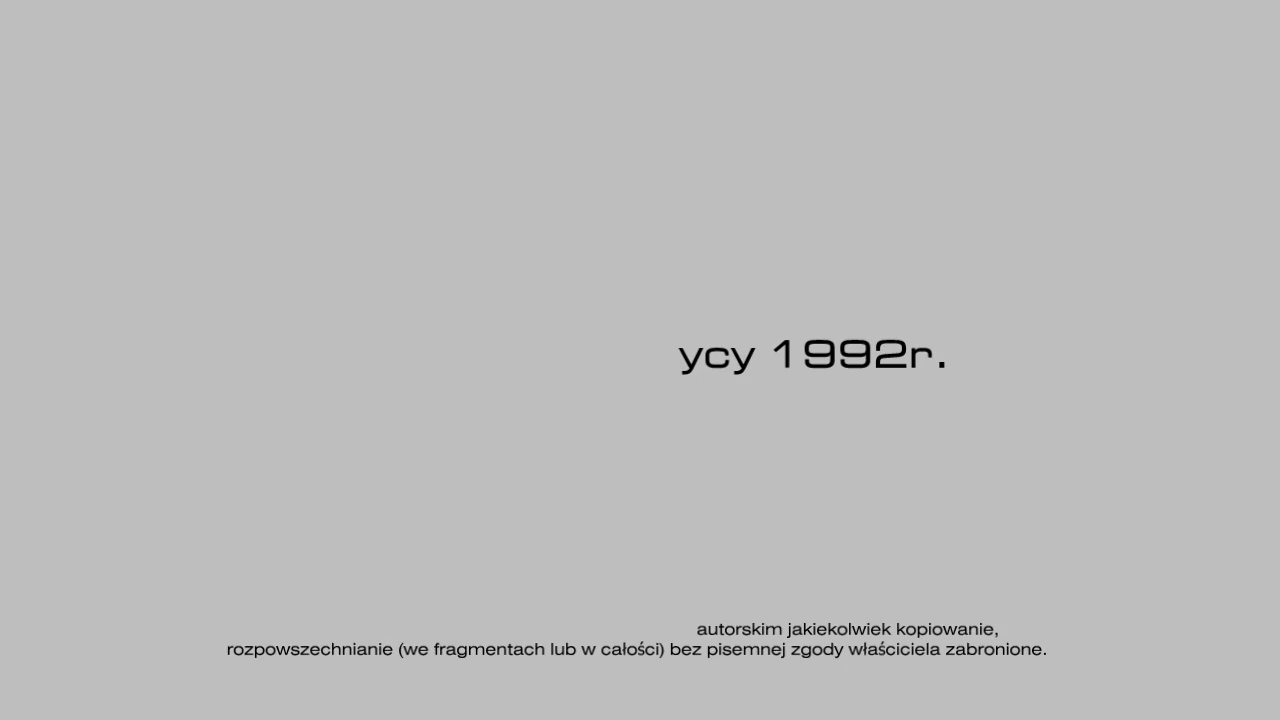 ycy 1992r.
autorskim jakiekolwiek kopiowanie,
rozpowszechnianie (we fragmentach lub w całości) bez pisemnej zgody właściciela zabronione.